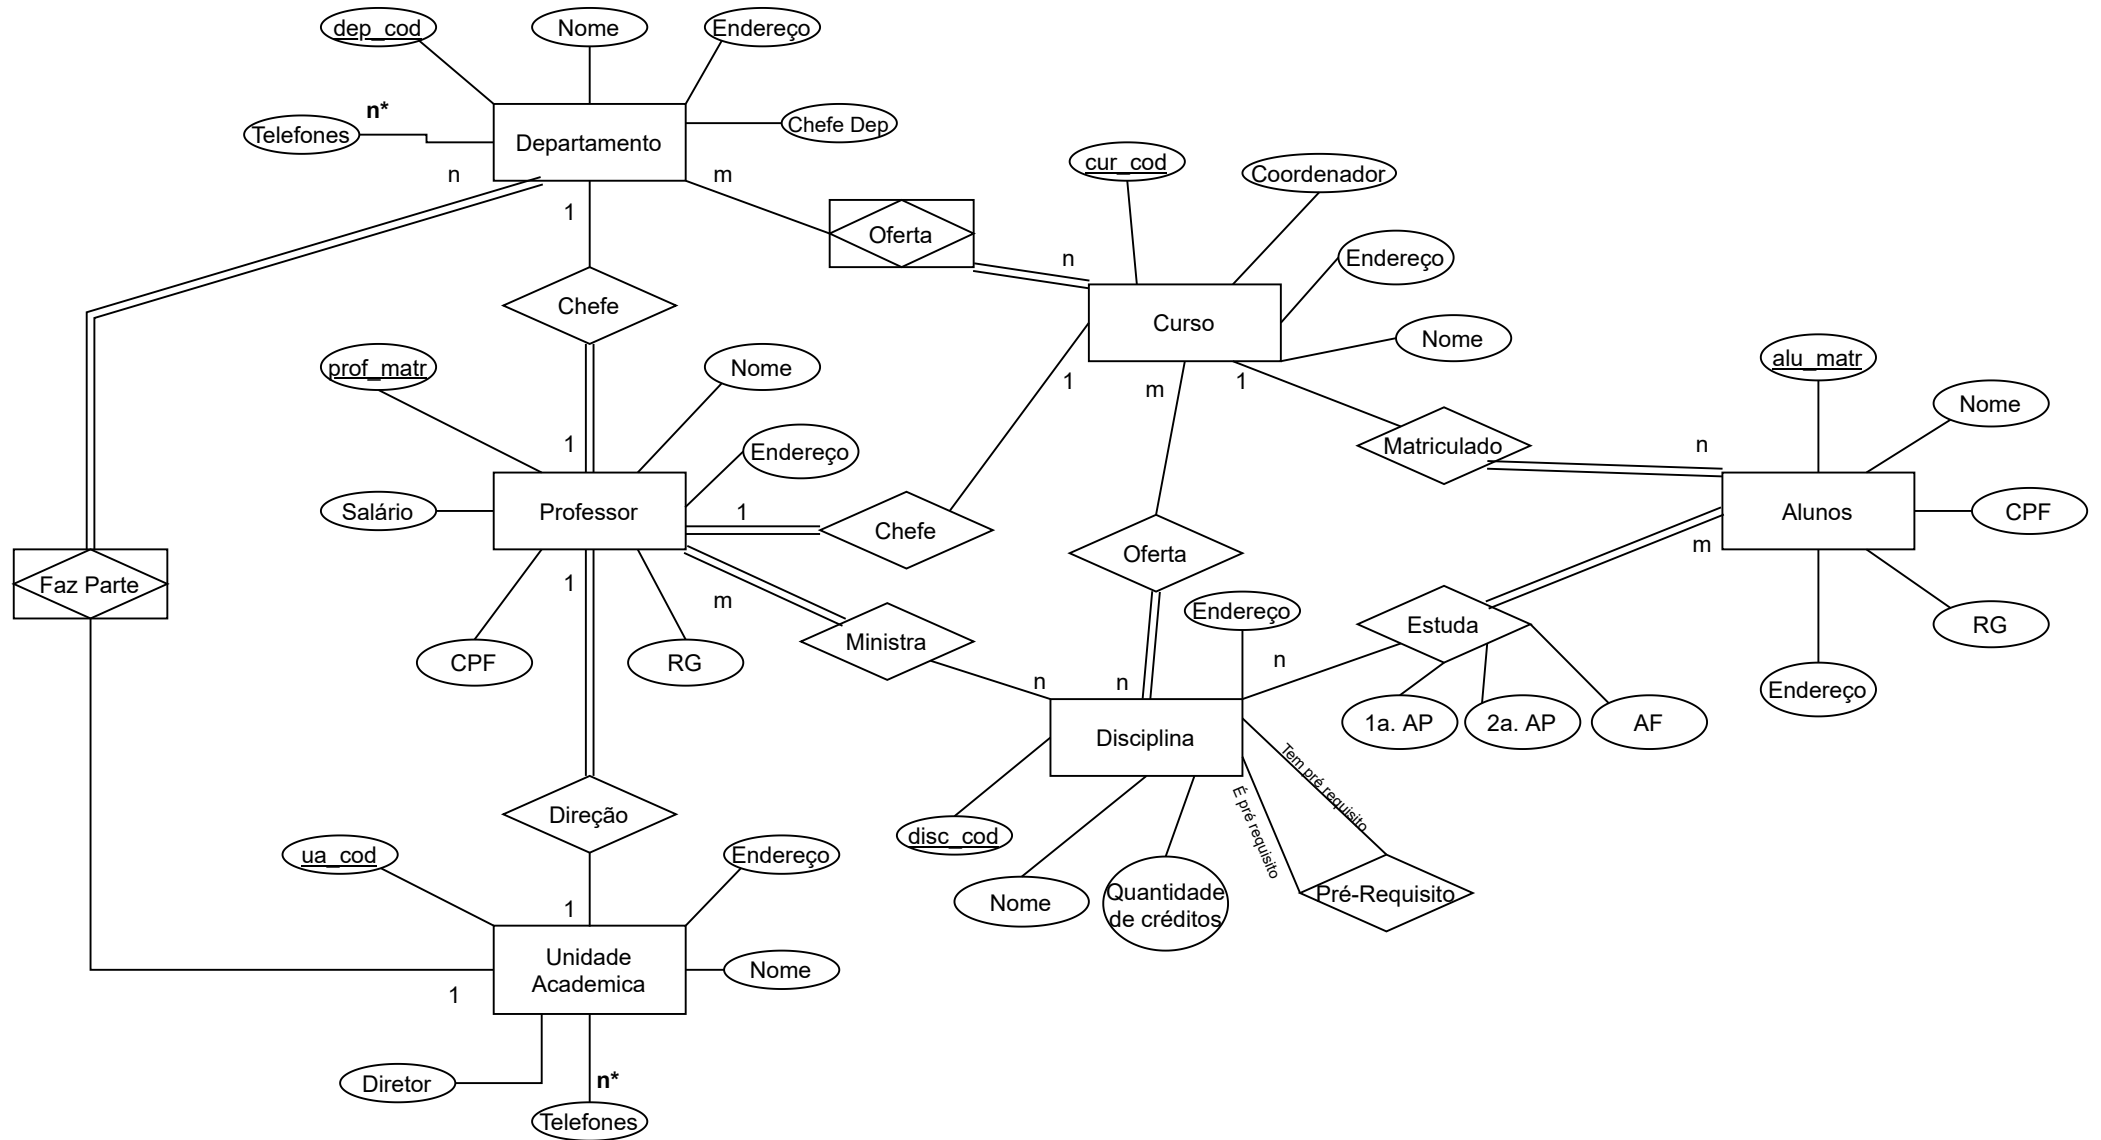 dep_cod
Nome
Endereço
n*
Telefones
Departamento
Chefe Dep
n
m
1
Oferta
cur_cod
Coordenador
n
Endereço
Chefe
Curso
Nome
prof_matr
Nome
1
m
1
alu_matr
Nome
1
Endereço
Matriculado
n
Salário
Professor
1
Chefe
Alunos
CPF
m
Oferta
Faz Parte
1
m
Endereço
Estuda
RG
Ministra
CPF
RG
n
n
n
Endereço
1a. AP
2a. AP
AF
Disciplina
Tem pré requisito
É pré requisito
Direção
disc_cod
ua_cod
Endereço
Nome
Quantidade
de créditos
Pré-Requisito
1
Unidade
Academica
Nome
1
Diretor
n*
Telefones